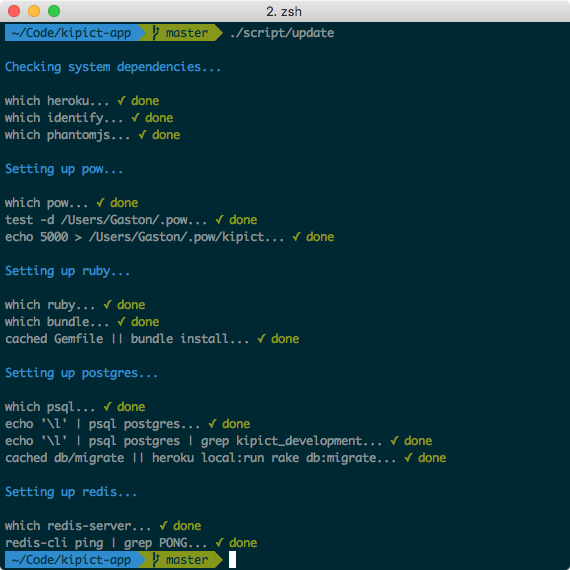 2. zsh
~/Code/kipict-app master ./script/update
Checking system dependencies...
which heroku... ✓ done
which identify... ✓ done
which phantomjs... ✓ done
Setting up pow...
which pow... ✓ done
test -d /Users/Gaston/.pow... ✓ done
echo 5000 > /Users/Gaston/.pow/kipict... ✓ done
Setting up ruby...
which ruby... ✓ done
which bundle... ✓ done
cached Gemfile || bundle install... ✓ done
Setting up postgres...
which psql... ✓ done
echo '\l' | psql postgres... ✓ done
echo '\l' | psql postgres | grep kipict_development... ✓ done
cached db/migrate || heroku local:run rake db:migrate... ✓ done
Setting up redis...
which redis-server... ✓ done
redis-cli ping | grep PONG... ✓ done
~/Code/kipict-app master